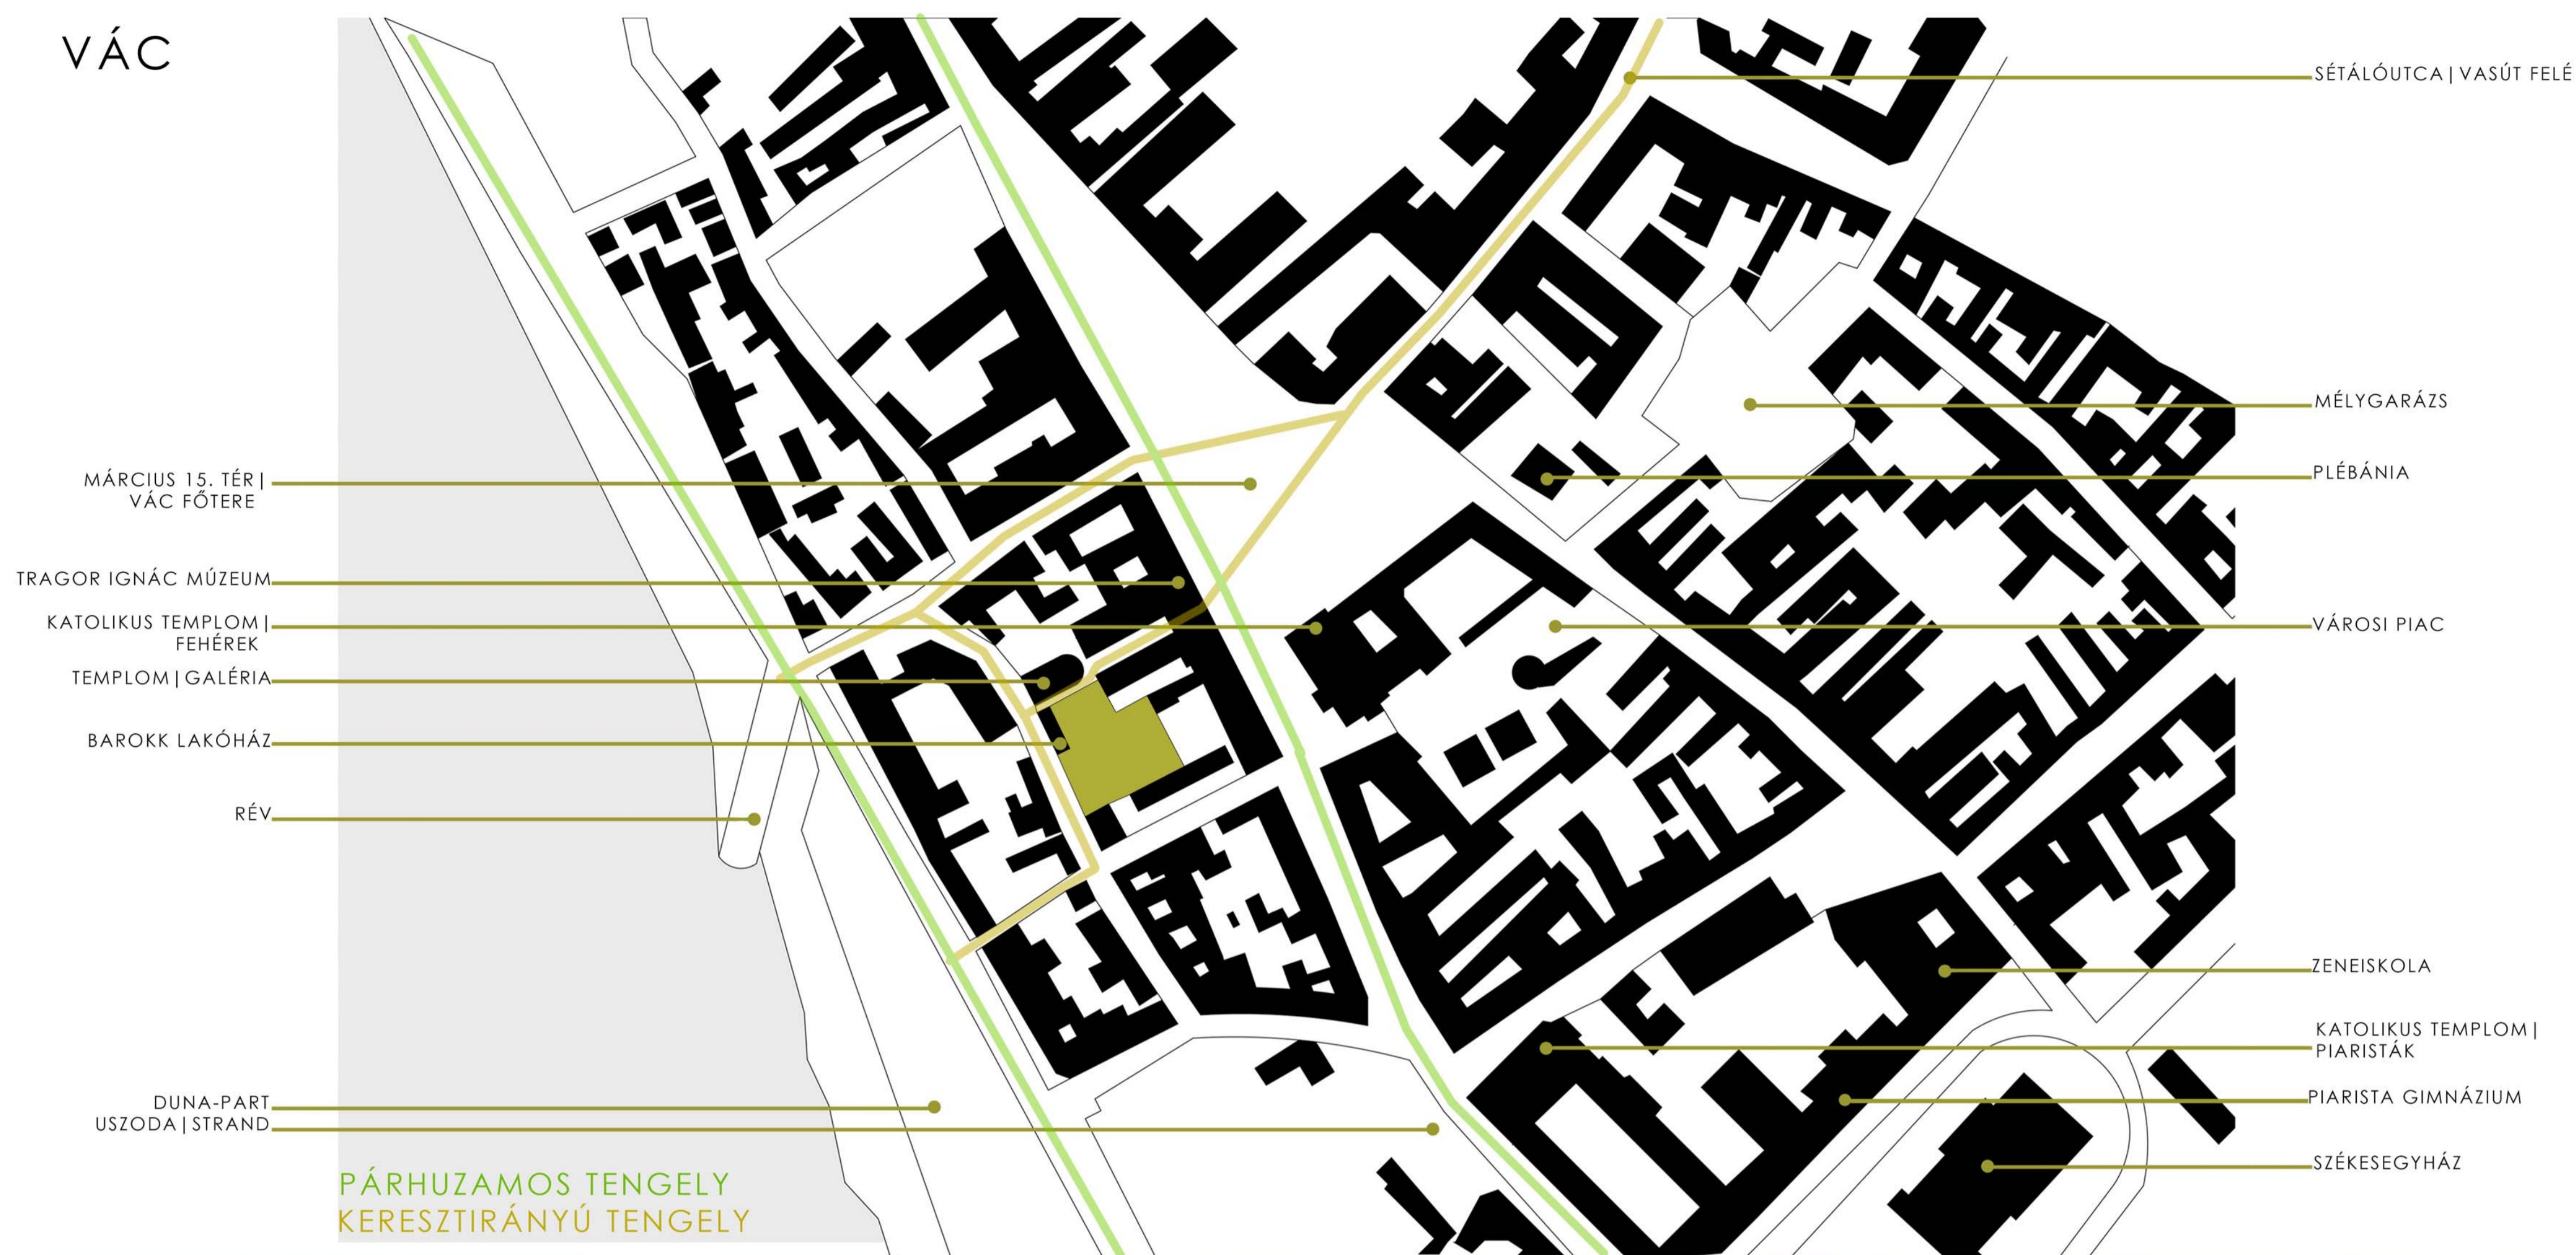 VÁC
SÉTÁLÓUTCA|VASÚT FELÉ
MÉLYGARÁZS
PLÉBÁNIA
MÁRCIUS 15. TÉR|
VÁC FŐTERE
TRAGOR IGNÁC MÚZEUM
KATOLIKUS TEMPLOM|
FEHÉREK
VÁROSI PIAC
TEMPLOM|GALÉRIA
BAROKK LAKÓHÁZ
RÉV
ZENEISKOLA
KATOLIKUS TEMPLOM|
PIARISTÁK
PIARISTA GIMNÁZIUM
DUNA-PART
USZODA|STRAND
SZÉKESEGYHÁZ
PÁRHUZAMOS TENGELY
KERESZTIRÁNYÚ TENGELY